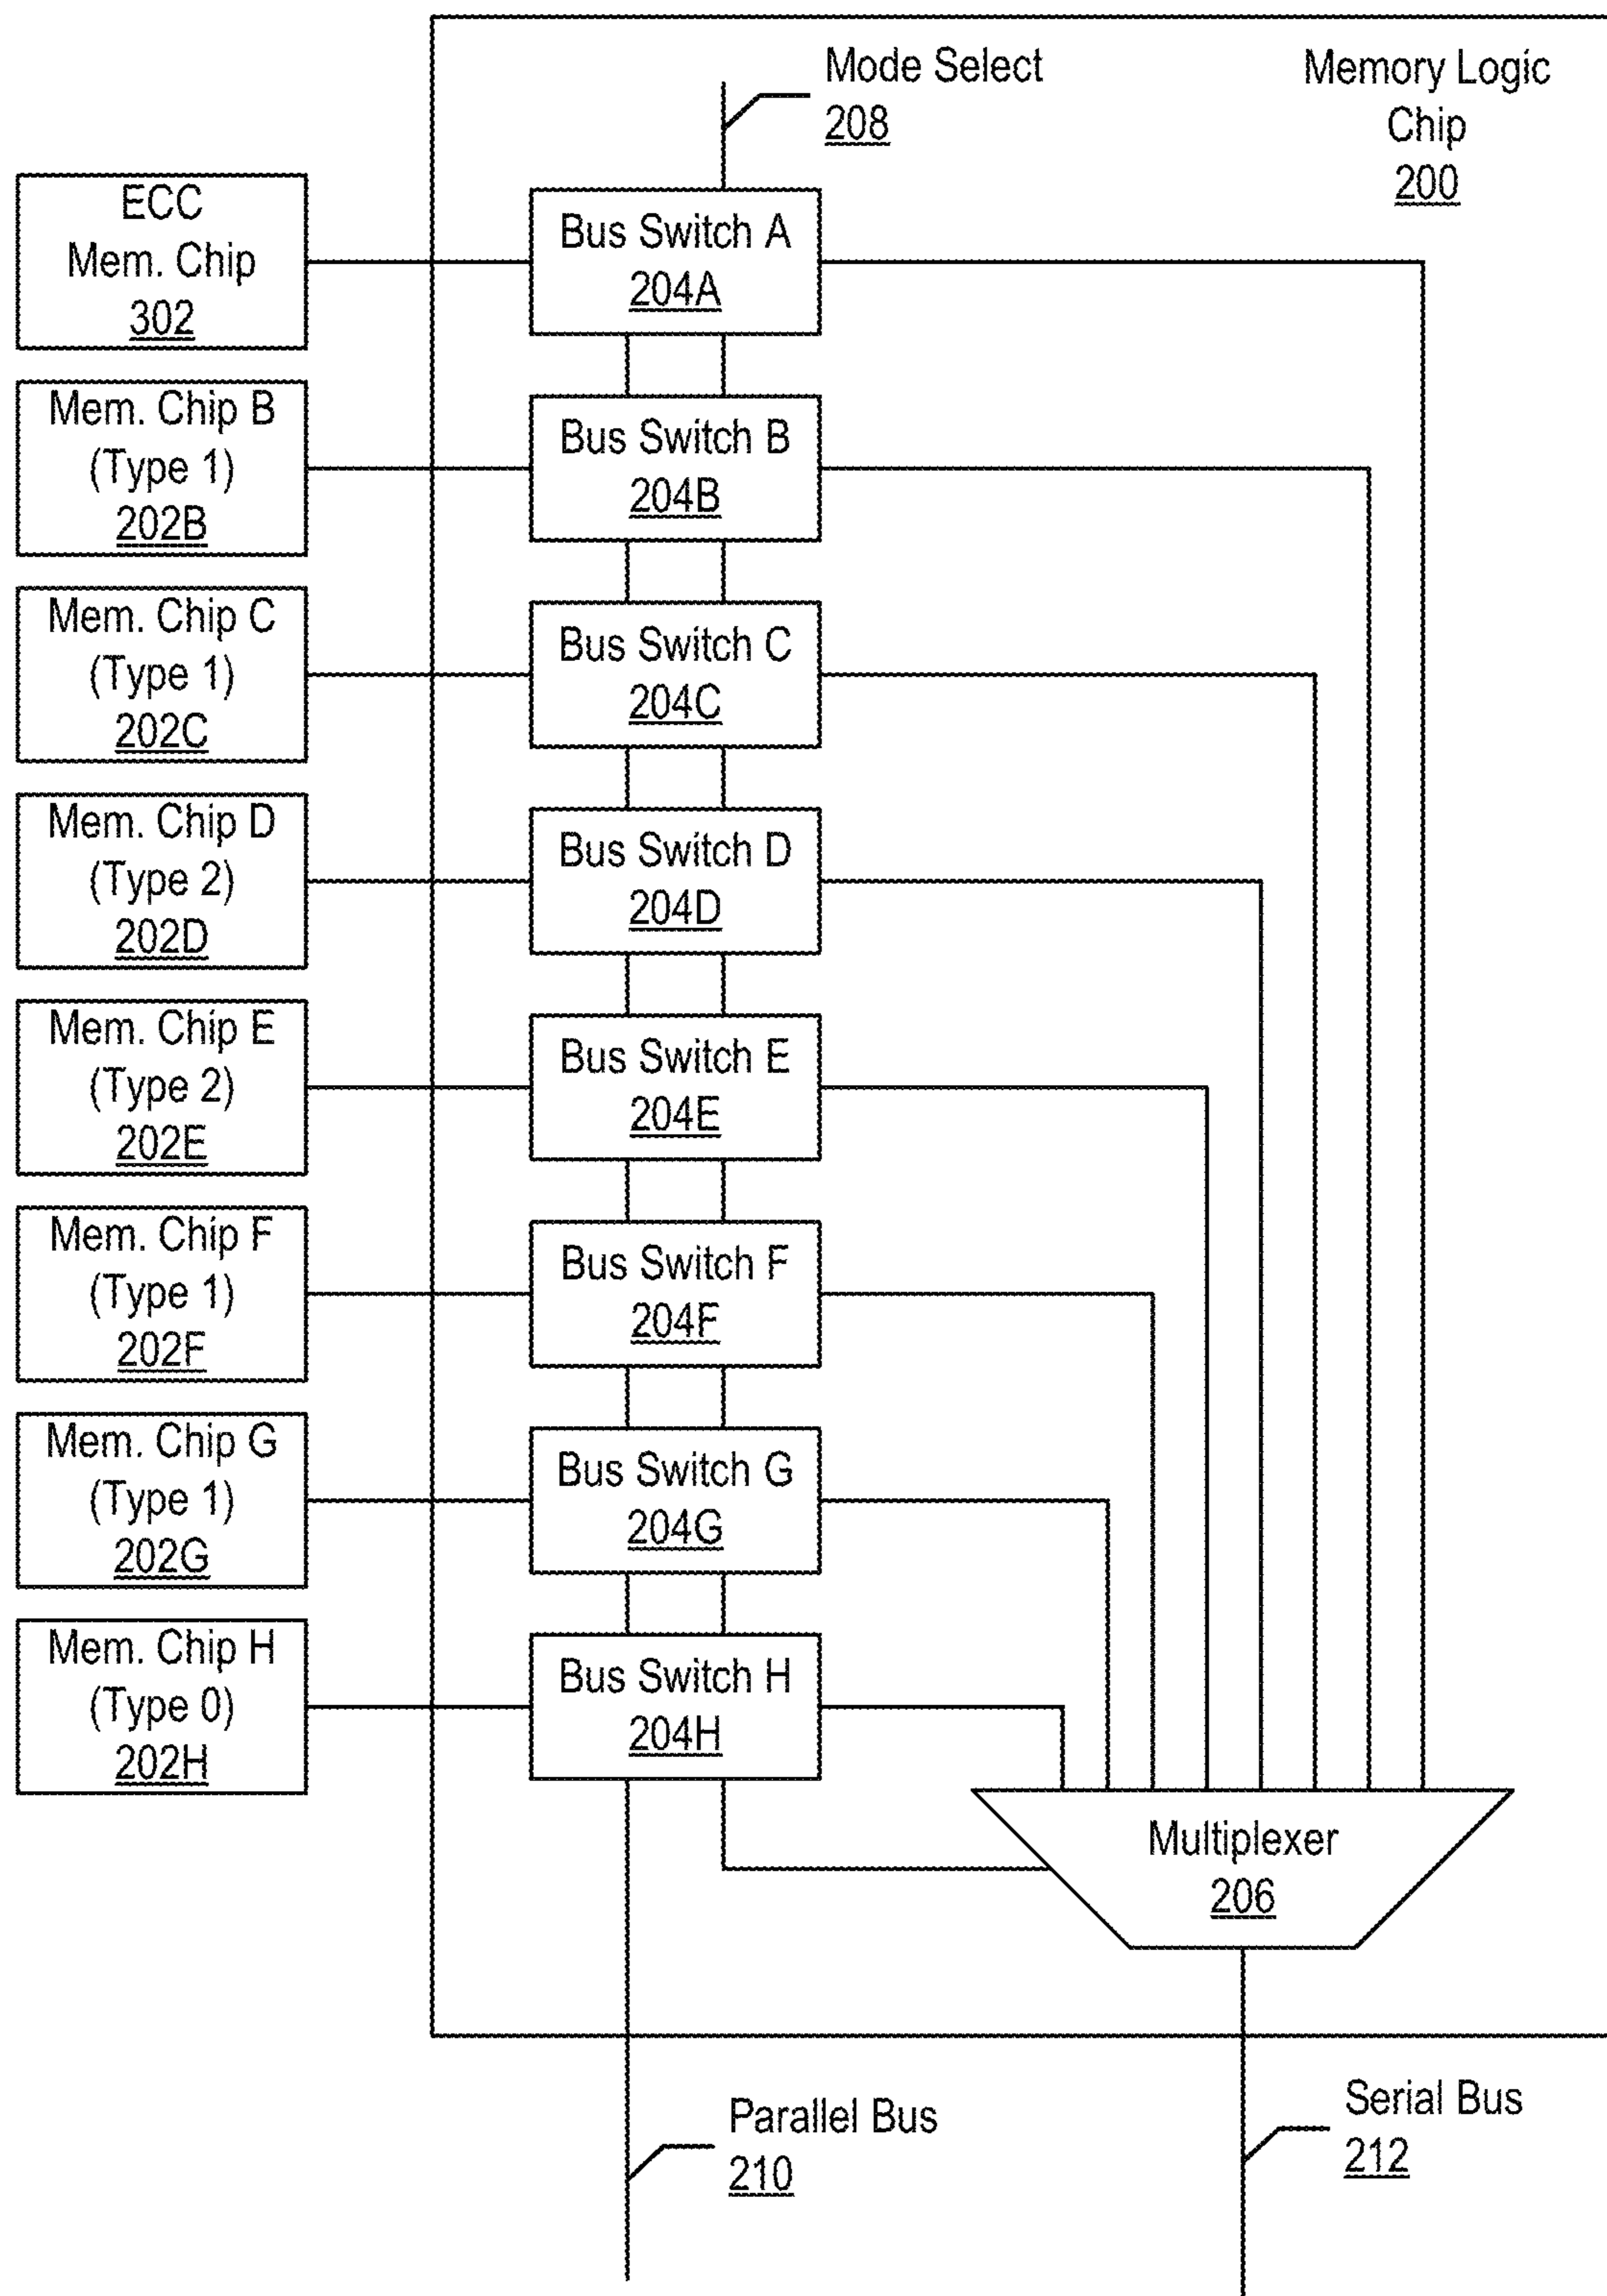 Mode Select
208
Memory Logic
Chip
200
ECC
Mem. Chip
302
Bus Switch A
204A
Mem. Chip B
(Type 1)
202B
Bus Switch B
204B
Mem. Chip C
(Type 1)
202C
Bus Switch C
204C
Mem. Chip D
(Type 2)
202D
Bus Switch D
204D
Mem. Chip E
(Type 2)
202E
Bus Switch E
204E
Mem. Chip F
(Type 1)
202F
Bus Switch F
204F
Mem. Chip G
(Type 1)
202G
Bus Switch G
204G
Mem. Chip H
(Type 0)
202H
Bus Switch H
204H
Multiplexer
206
Parallel Bus
210
Serial Bus
212